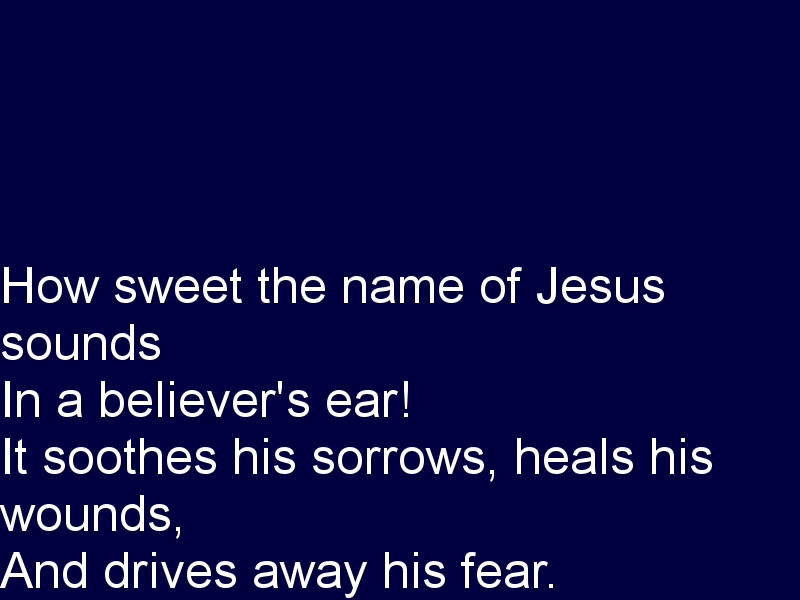 How sweet the name of Jesus
sounds
In a believer's ear!
It soothes his sorrows, heals his
wounds,
And drives away his fear.